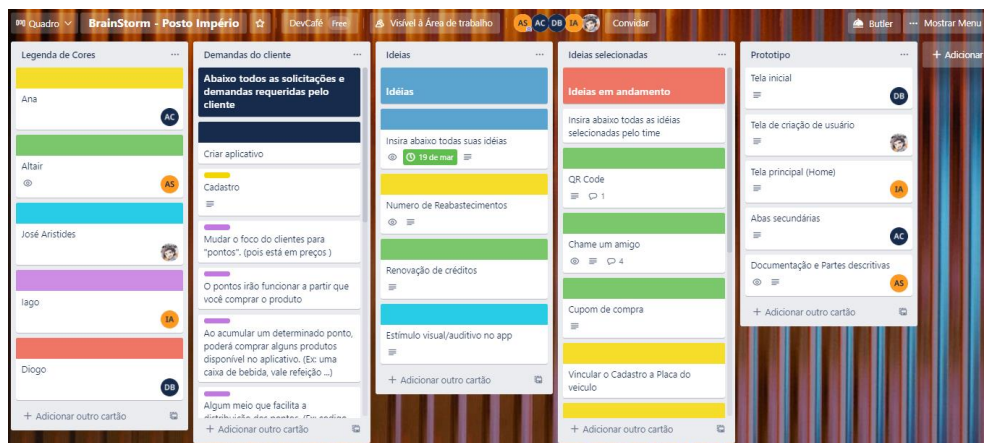 Quadro
BrainStorm - Posto Império
DevCafé
Free
Visível à Área de trabalho
AS
AC
DB
IA
Convidar
Butler
Mostrar Menu
Legenda de Cores
Ana
AC
Altair
AS
José Aristides
Iago
IA
Diogo
DB
+ Adicionar outro cartão
Demandas do cliente
Abaixo todos as solicitações e
demandas requeridas pelo
cliente
Criar aplicativo
Cadastro
Mudar o foco do clientes para
"pontos". (pois está em preços )
O pontos irão funcionar a partir que
você comprar o produto
Ao acumular um determinado ponto,
poderá comprar alguns produtos
disponível no aplicativo. (Ex: uma
caixa de bebida, vale refeição ...)
Algum meio que facilita a
distribuição dos pontos. (Ex: codigo
+ Adicionar outro cartão
Ideias
Idéias
Insira abaixo todas suas idéias
19 de mar
Numero de Reabastecimentos
Renovação de créditos
Estímulo visual/auditivo no app
+ Adicionar outro cartão
Ideias selecionadas
Ideias em andamento
Insira abaixo todas as idéias
selecionadas pelo time
QR Code
1
Chame um amigo
4
Cupom de compra
Vincular o Cadastro a Placa do
veiculo
+ Adicionar outro cartão
Prototipo
Tela inicial
DB
Tela de criação de usuário
Tela principal (Home)
IA
Abas secundárias
AC
Documentação e Partes descritivas
AS
+ Adicionar outro cartão
+ Adicionar